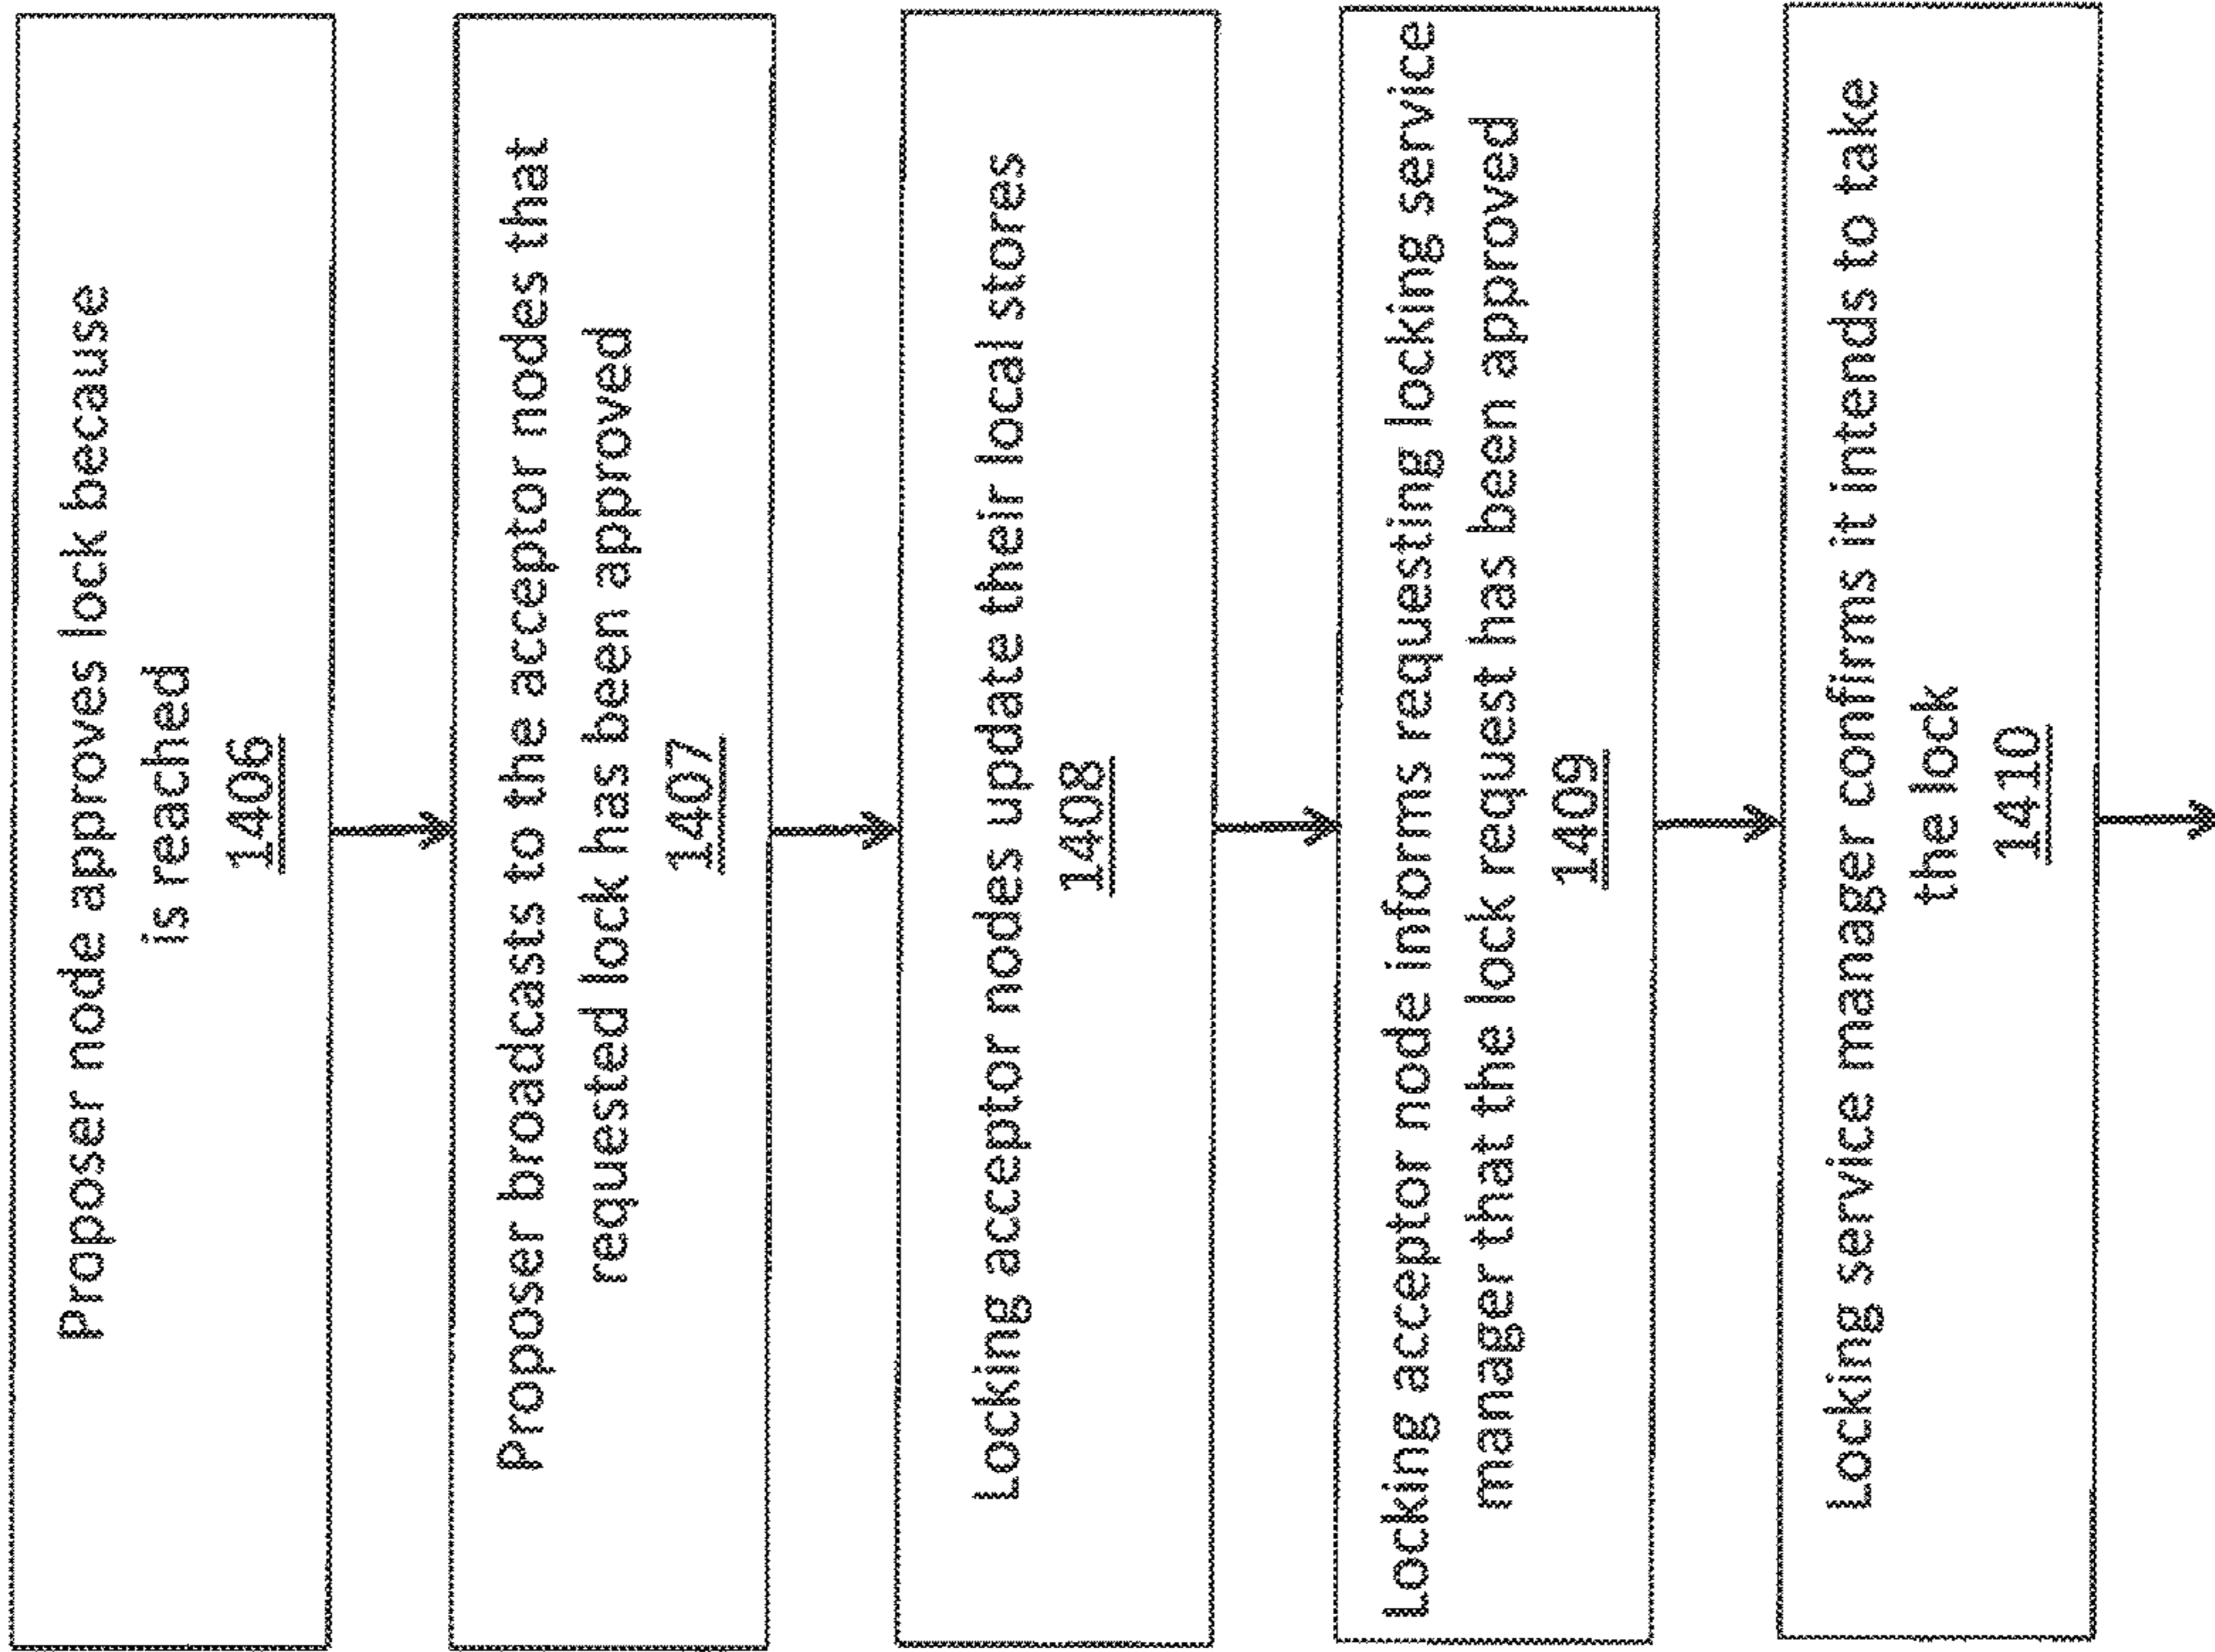 Proposer node approves lock because
is reached
1406
Proposer broadcasts to the acceptor nodes that
requested lock has been approved
1407
Locking acceptor nodes update their local stores
1408
Locking acceptor node informs requesting locking service
manager that the lock request has been approved
1409
Locking service manager confirms it intends to take
the lock
1410